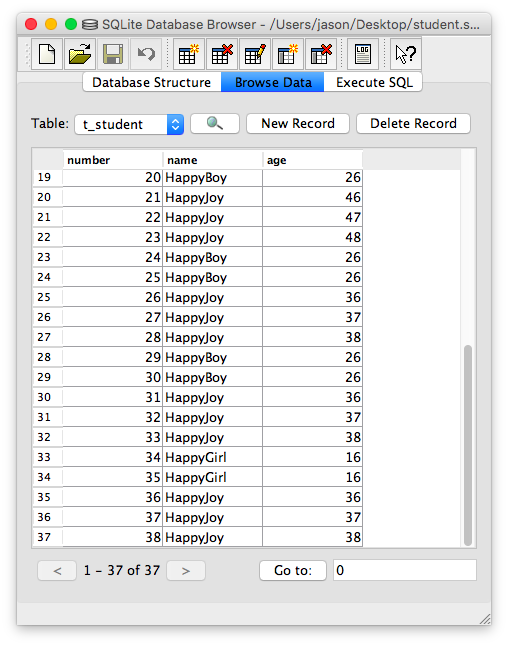 SQLite Database Browser - /Users/jason/Desktop/student.s...
LOG
Database Structure Browse Data Execute SQL
Table: t_student New Record Delete Record
number name age
19 20 HappyBoy 26
20 21 HappyJoy 46
21 22 HappyJoy 47
22 23 HappyJoy 48
23 24 HappyBoy 26
24 25 HappyBoy 26
25 26 HappyJoy 36
26 27 HappyJoy 37
27 28 HappyJoy 38
28 29 HappyBoy 26
29 30 HappyBoy 26
30 31 HappyJoy 36
31 32 HappyJoy 37
32 33 HappyJoy 38
33 34 HappyGirl 16
34 35 HappyGirl 16
35 36 HappyJoy 36
36 37 HappyJoy 37
37 38 HappyJoy 38
< 1 - 37 of 37 > Go to: 0